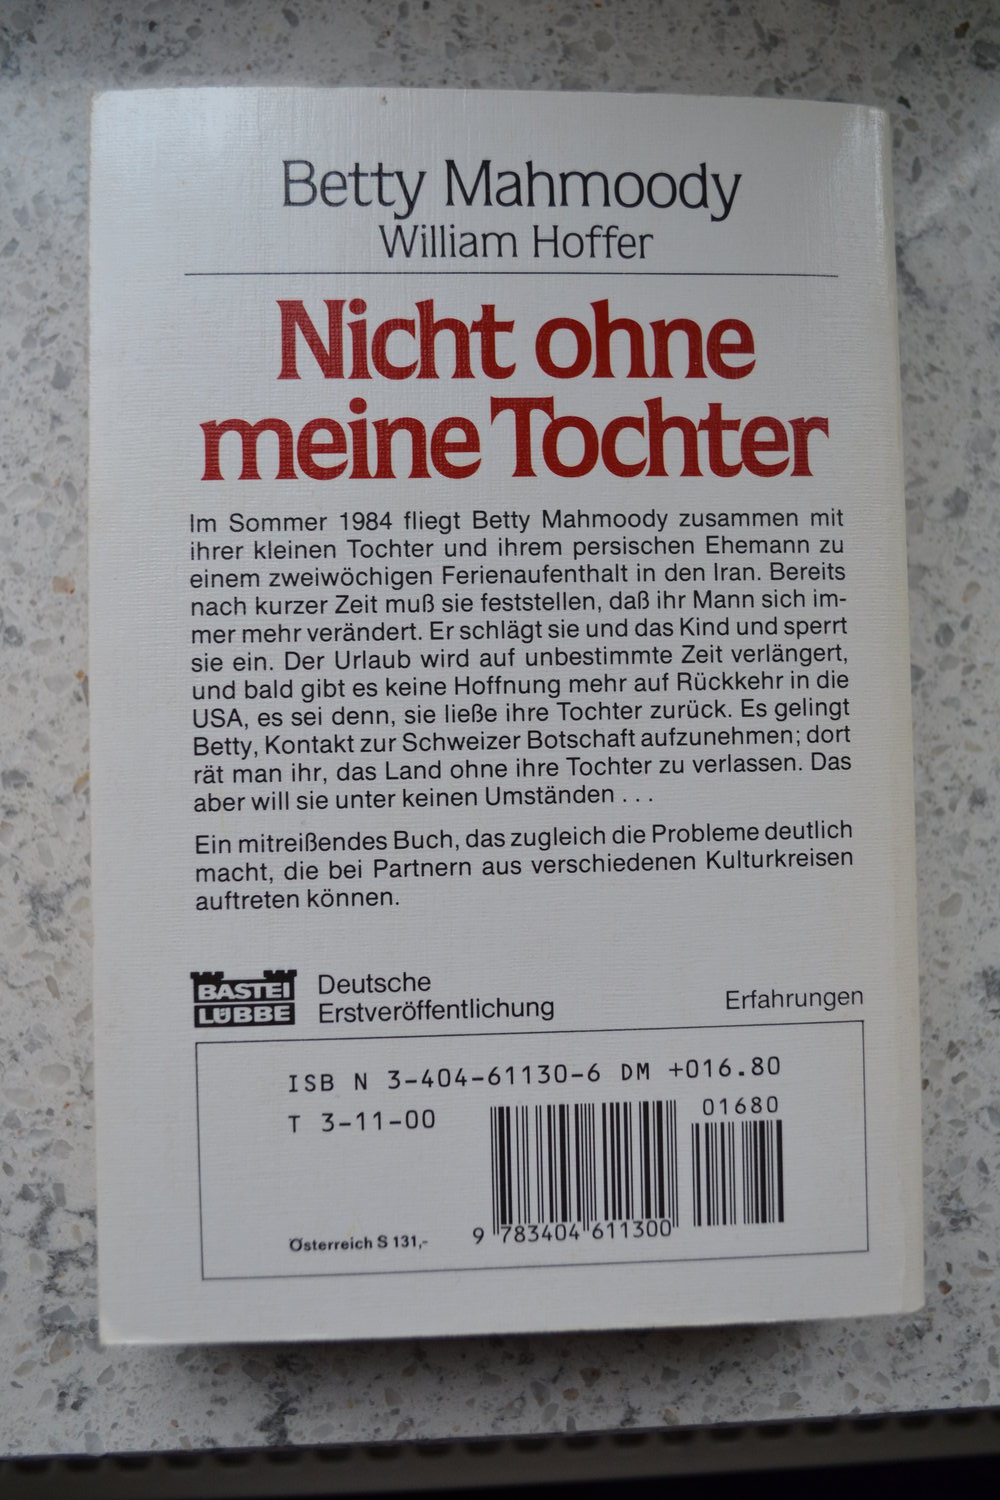 Betty Mahmoody
William Hoffer
Nicht ohne
meine Tochter
Im Sommer 1984 fliegt Betty Mahmoody zusammen mit
ihrer kleinen Tochter und ihrem persischen Ehemann zu
einem zweiwöchigen Ferienaufenthalt in den Iran. Bereits
nach kurzer Zeit muß sie feststellen, daß ihr Mann sich im-
mer mehr verändert. Er schlägt sie und das Kind und sperrt
sie ein. Der Urlaub wird auf unbestimmte Zeit verlängert,
und bald gibt es keine Hoffnung mehr auf Rückkehr in die
USA, es sei denn, sie ließe ihre Tochter zurück. Es gelingt
Betty, Kontakt zur Schweizer Botschaft aufzunehmen; dort
rät man ihr, das Land ohne ihre Tochter zu verlassen. Das
aber will sie unter keinen Umständen . . .
Ein mitreißendes Buch, das zugleich die Probleme deutlich
macht, die bei Partnern aus verschiedenen Kulturkreisen
auftreten können.
BASTEI
LÜBBE
Deutsche
Erstveröffentlichung
Erfahrungen
ISB N 3-404-61130-6 DM +016.80
T 3-11-00
01680
Österreich S 131,-
9 783404 611300